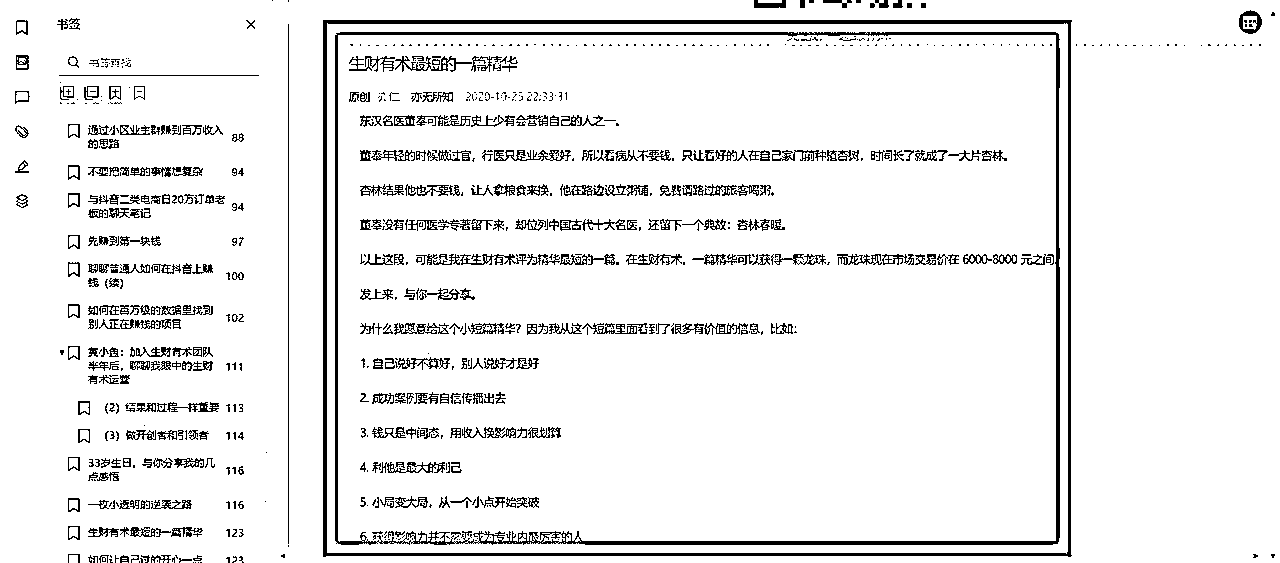 书签
书签查找
通过小区业主群赚到百万收入
的思路
88
不要把简单的事情想复杂 94
与抖音二类电商日20万订单老
板的聊天笔记
94
先赚到第一块钱 97
聊聊普通人如何在抖音上赚
钱（续）
100
如何在百万级的数据里找到
别人正在赚钱的项目
102
黄小鱼：加入生财有术团队
半年后，聊聊我眼中的生财
有术运营
111
（2）结果和过程一样重要 113
（3）做开创者和引领者 114
33岁生日，与你分享我的几
点感悟
116
一枚小透明的逆袭之路 116
生财有术最短的一篇精华 123
如何让自己过的开心一点 123
生财有术最短的一篇精华
原创 亦仁 亦无所知
东汉名医董奉可能是历史上少有会营销自己的人之一。
董奉年轻的时候做过官，行医只是业余爱好，所以看病从不要钱，只让看好的人在自己家门前种植杏树，时间长了就成了一大片杏林。
杏林结果他也不要钱，让人拿粮食来换，他在路边设立粥铺，免费请路过的旅客喝粥。
董奉没有任何医学专著留下来，却位列中国古代十大名医，还留下一个典故：杏林春暖。
以上这段，可能是我在生财有术评为精华最短的一篇。在生财有术，一篇精华可以获得一颗龙珠，而龙珠现在市场交易价在 6000-8000 元之间。
发上来，与你一起分享。
为什么我愿意给这个小短篇精华？因为我从这个短篇里面看到了很多有价值的信息，比如：
1. 自己说好不算好，别人说好才是好
2. 成功案例要有自信传播出去
3. 钱只是中间态，用收入换影响力很划算
4. 利他是最大的利己
5. 小局变大局，从一个小点开始突破
6. 获得影响力并不需要成为专业内最厉害的人